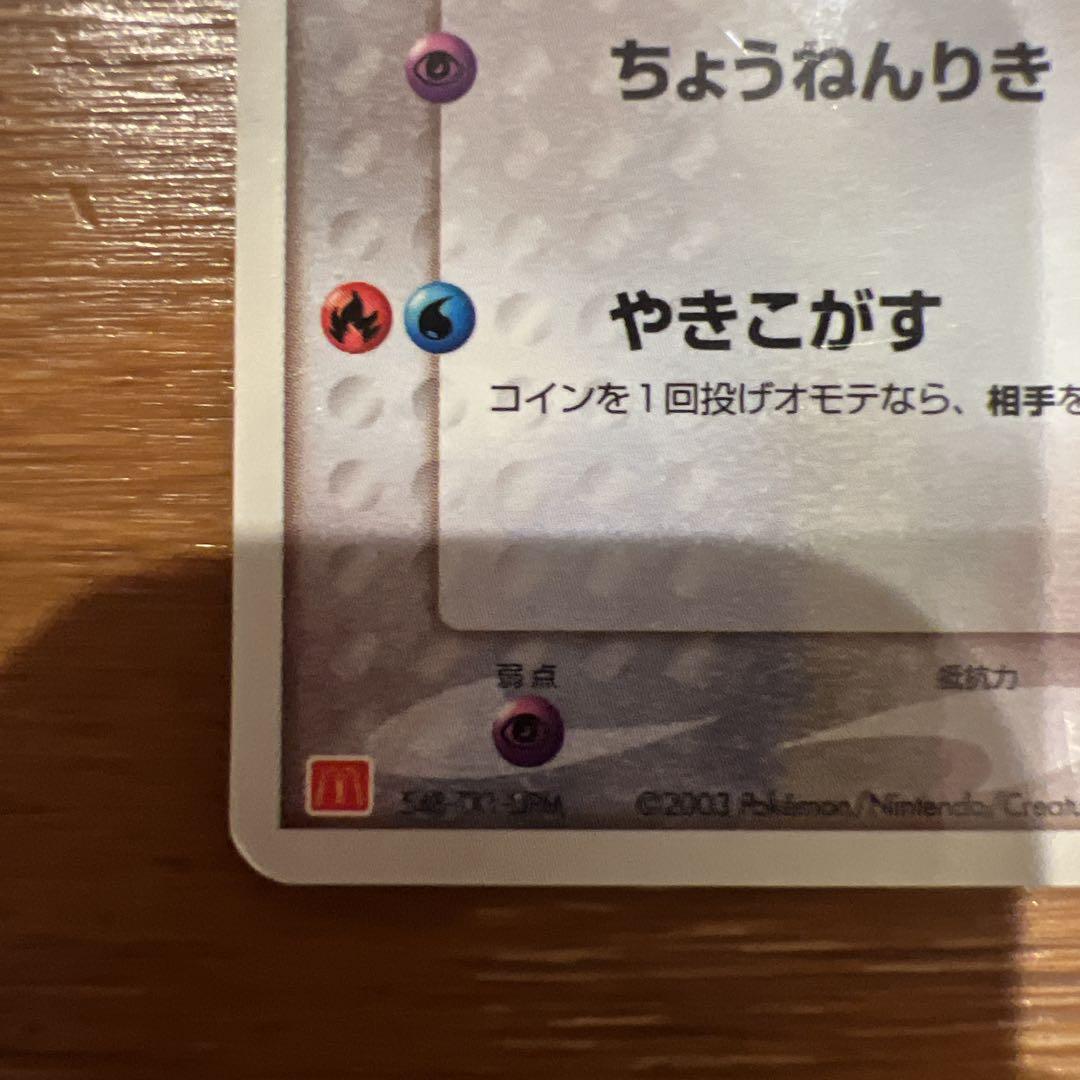 ちょうねんりき
やきこがす
コインを1回投げオモテなら、相手を
弱点
抵抗力
©2003 Pokémon/Nintendo/Creatu